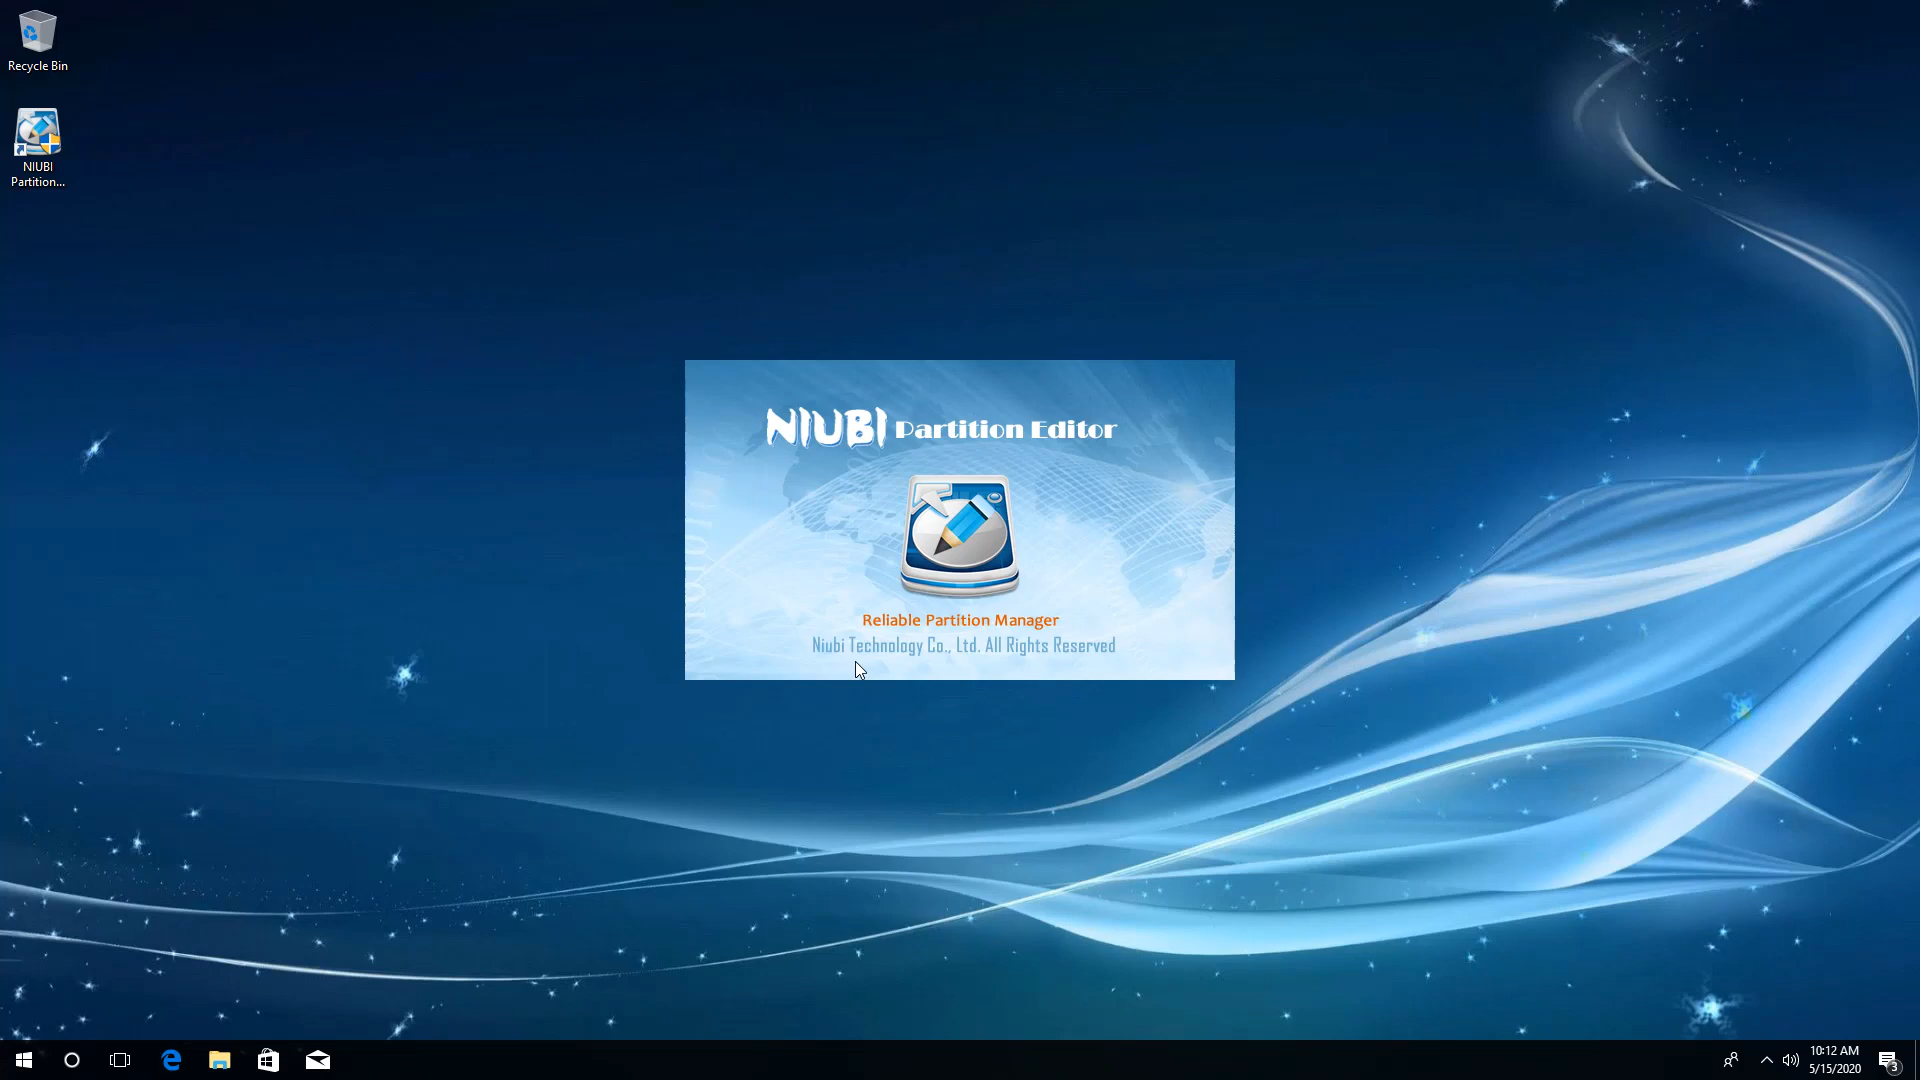 Recycle Bin
NIUBI
Partition...
NIUBI Partition Editor
Reliable Partition Manager
Niubi Technology Co., Ltd. All Rights Reserved
10:12 AM
5/15/2020
3